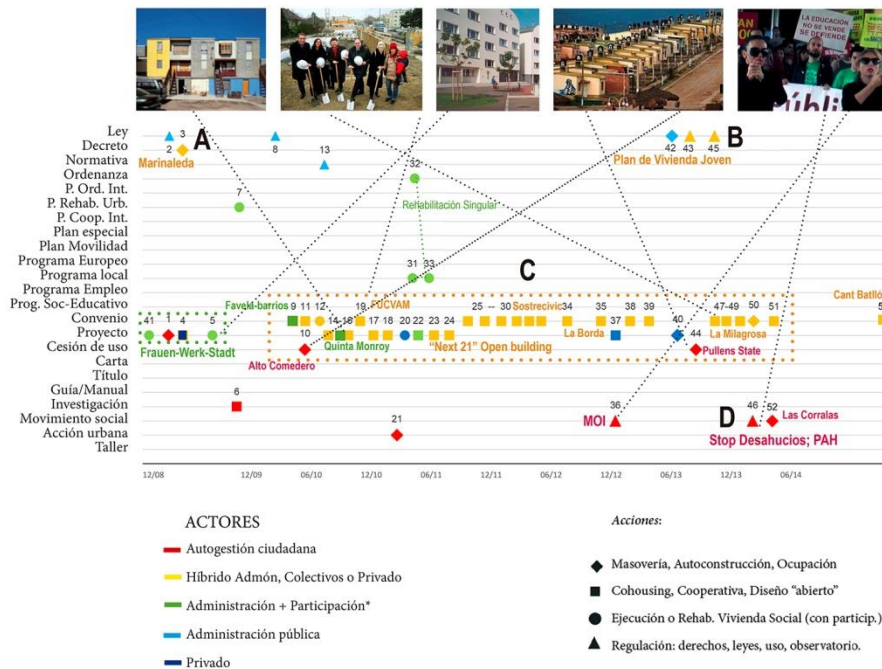 LA EDUCACIÓN
NO SE VENDE
SE DEFIENDE
Ley
Decreto
Normativa
Ordenanza
P. Ord. Int.
P. Rehab. Urb.
P. Coop. Int.
Plan especial
Plan Movilidad
Programa Europeo
Programa local
Programa Empleo
Prog. Soc-Educativo
Convenio
Proyecto
Cesión de uso
Carta
Título
Guía/Manual
Investigación
Movimiento social
Acción urbana
Taller
3
A
2
8
13
Marinaleda
42
43
45
B
Plan de Vivienda Joven
7
32
Rehabilitación Singular
31
33
C
Favela-barrios
9
11
12
19
FUCVAM
25
--
30
Sostrecivic
34
35
38
39
47-49
50
51
Cant Batlló
41
1
4
5
10
14
16
17
18
20
22
23
24
La Borda
37
40
44
La Milagrosa
Frauen-Werk-Stadt
Quinta Monroy
"Next 21" Open building
Alto Comedero
Pullens State
6
21
MOI
36
46
52
D
Las Corralas
Stop Desahucios; PAH
12/08
12/09
06/10
12/10
06/11
12/11
06/12
12/12
06/13
12/13
06/14
ACTORES
Autogestión ciudadana
Híbrido Admón, Colectivos o Privado
Administración + Participación*
Administración pública
Privado
Acciones:
Masovería, Autoconstrucción, Ocupación
Cohousing, Cooperativa, Diseño "abierto"
Ejecución o Rehab. Vivienda Social (con particip.)
Regulación: derechos, leyes, uso, observatorio.